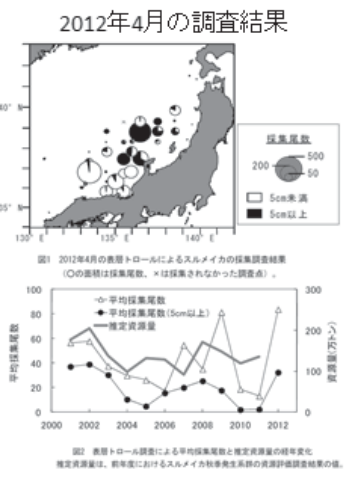 2012年4月の調査結果
40° N
35° N
130° E
135° E
140° E
採集尾数
500
200
50
5cm未満
5cm以上
図1 2012年4月の表層トロールによるスルメイカの採集調査結果
(○の面積は採集尾数、×は採集されなかった調査点)。
平均採集尾数
平均採集尾数(5cm以上)
推定資源量
平均採集尾数
資源量(万トン)
100
80
60
40
20
0
300
200
100
0
2000
2002
2004
2006
2008
2010
2012
図2 表層トロール調査による平均採集尾数と推定資源量の経年変化
推定資源量は、前年度におけるスルメイカ秋季発生系群の資源評価調査結果の値。